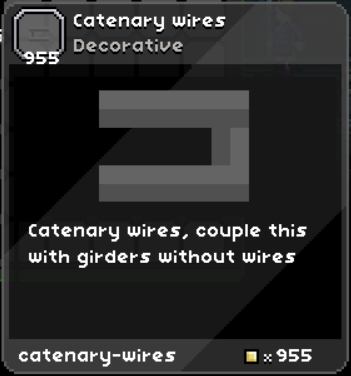 Catenary wires
Decorative
955
Catenary wires, couple this
with girders without wires
catenary-wires
x 955